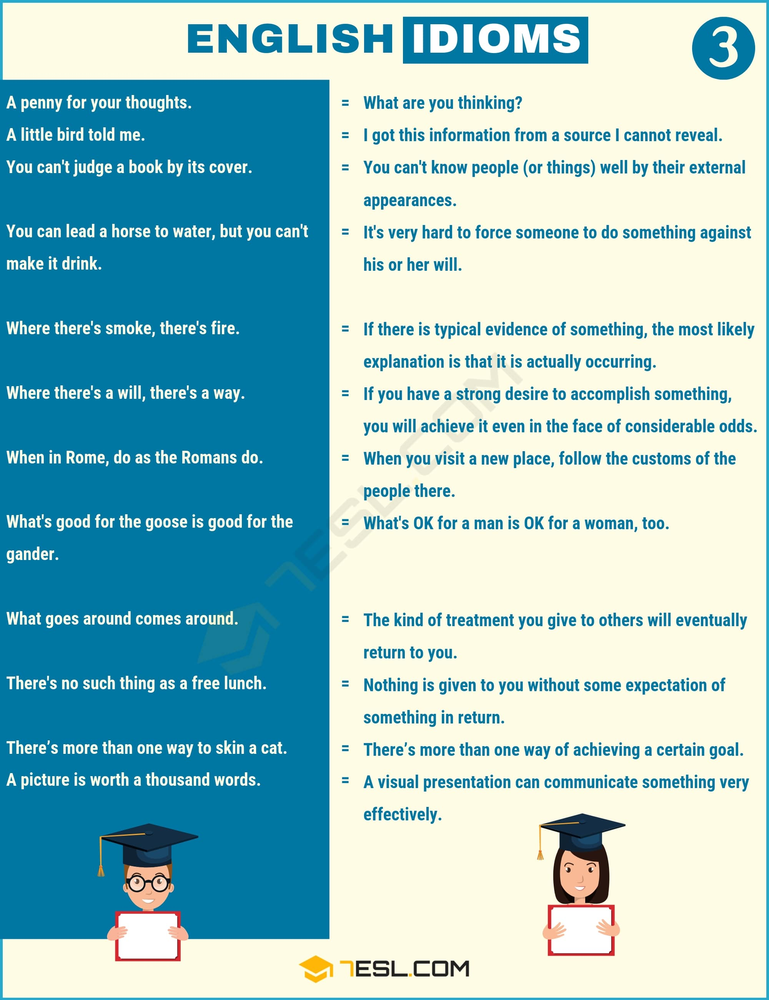 ENGLISH IDIOMS
3
A penny for your thoughts. = What are you thinking?
A little bird told me. = I got this information from a source I cannot reveal.
You can't judge a book by its cover. = You can't know people (or things) well by their external
appearances.
You can lead a horse to water, but you can't = It's very hard to force someone to do something against
make it drink. his or her will.
Where there's smoke, there's fire. = If there is typical evidence of something, the most likely
explanation is that it is actually occurring.
Where there's a will, there's a way. = If you have a strong desire to accomplish something,
you will achieve it even in the face of considerable odds.
When in Rome, do as the Romans do. = When you visit a new place, follow the customs of the
people there.
What's good for the goose is good for the = What's OK for a man is OK for a woman, too.
gander.
What goes around comes around. = The kind of treatment you give to others will eventually
return to you.
There's no such thing as a free lunch. = Nothing is given to you without some expectation of
something in return.
There’s more than one way to skin a cat. = There’s more than one way of achieving a certain goal.
A picture is worth a thousand words. = A visual presentation can communicate something very
effectively.
7ESL.COM
7ESL.COM